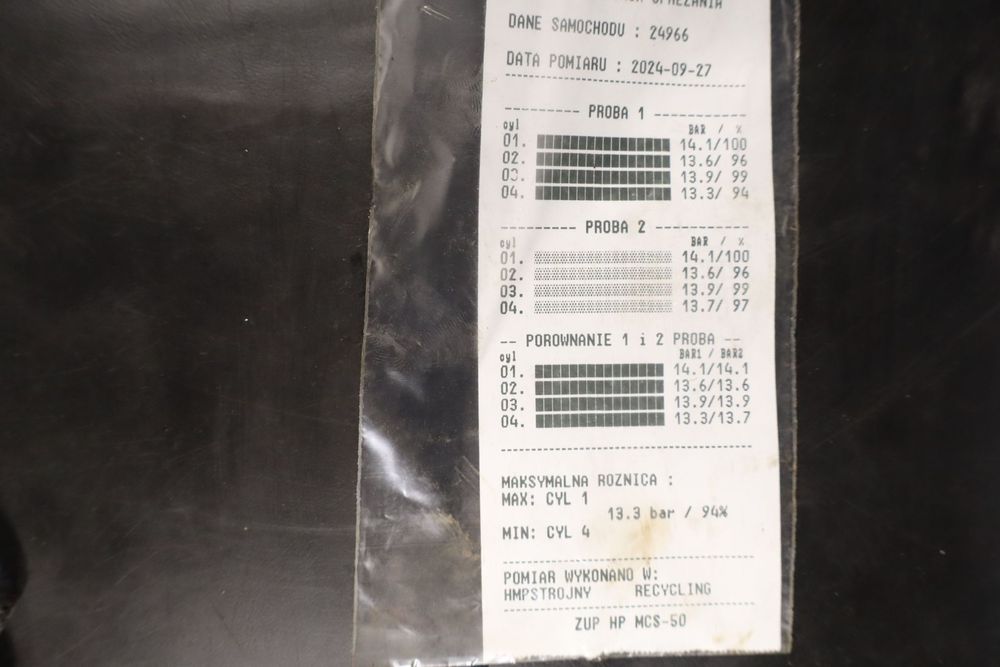 DANE SAMOCHODU : 24966
DATA POMIARU : 2024-09-27
PROBA 1
cyl BAR / %
01. 14.1/100
02. 13.6/ 96
03. 13.9/ 99
04. 13.3/ 94
PROBA 2
cyl BAR / %
01. 14.1/100
02. 13.6/ 96
03. 13.9/ 99
04. 13.7/ 97
-- POROWNANIE 1 i 2 PROBA --
cyl BAR1 / BAR2
01. 14.1/14.1
02. 13.6/13.6
03. 13.9/13.9
04. 13.3/13.7
MAKSYMALNA ROZNICA :
MAX: CYL 1
13.3 bar / 94%
MIN: CYL 4
POMIAR WYKONANO W:
HMPSTROJNY RECYCLING
ZUP HP MCS-50